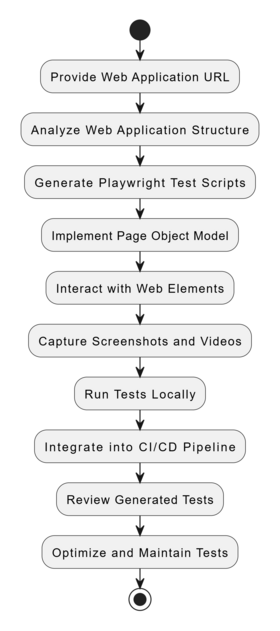 Provide Web Application URL
Analyze Web Application Structure
Generate Playwright Test Scripts
Implement Page Object Model
Interact with Web Elements
Capture Screenshots and Videos
Run Tests Locally
Integrate into CI/CD Pipeline
Review Generated Tests
Optimize and Maintain Tests